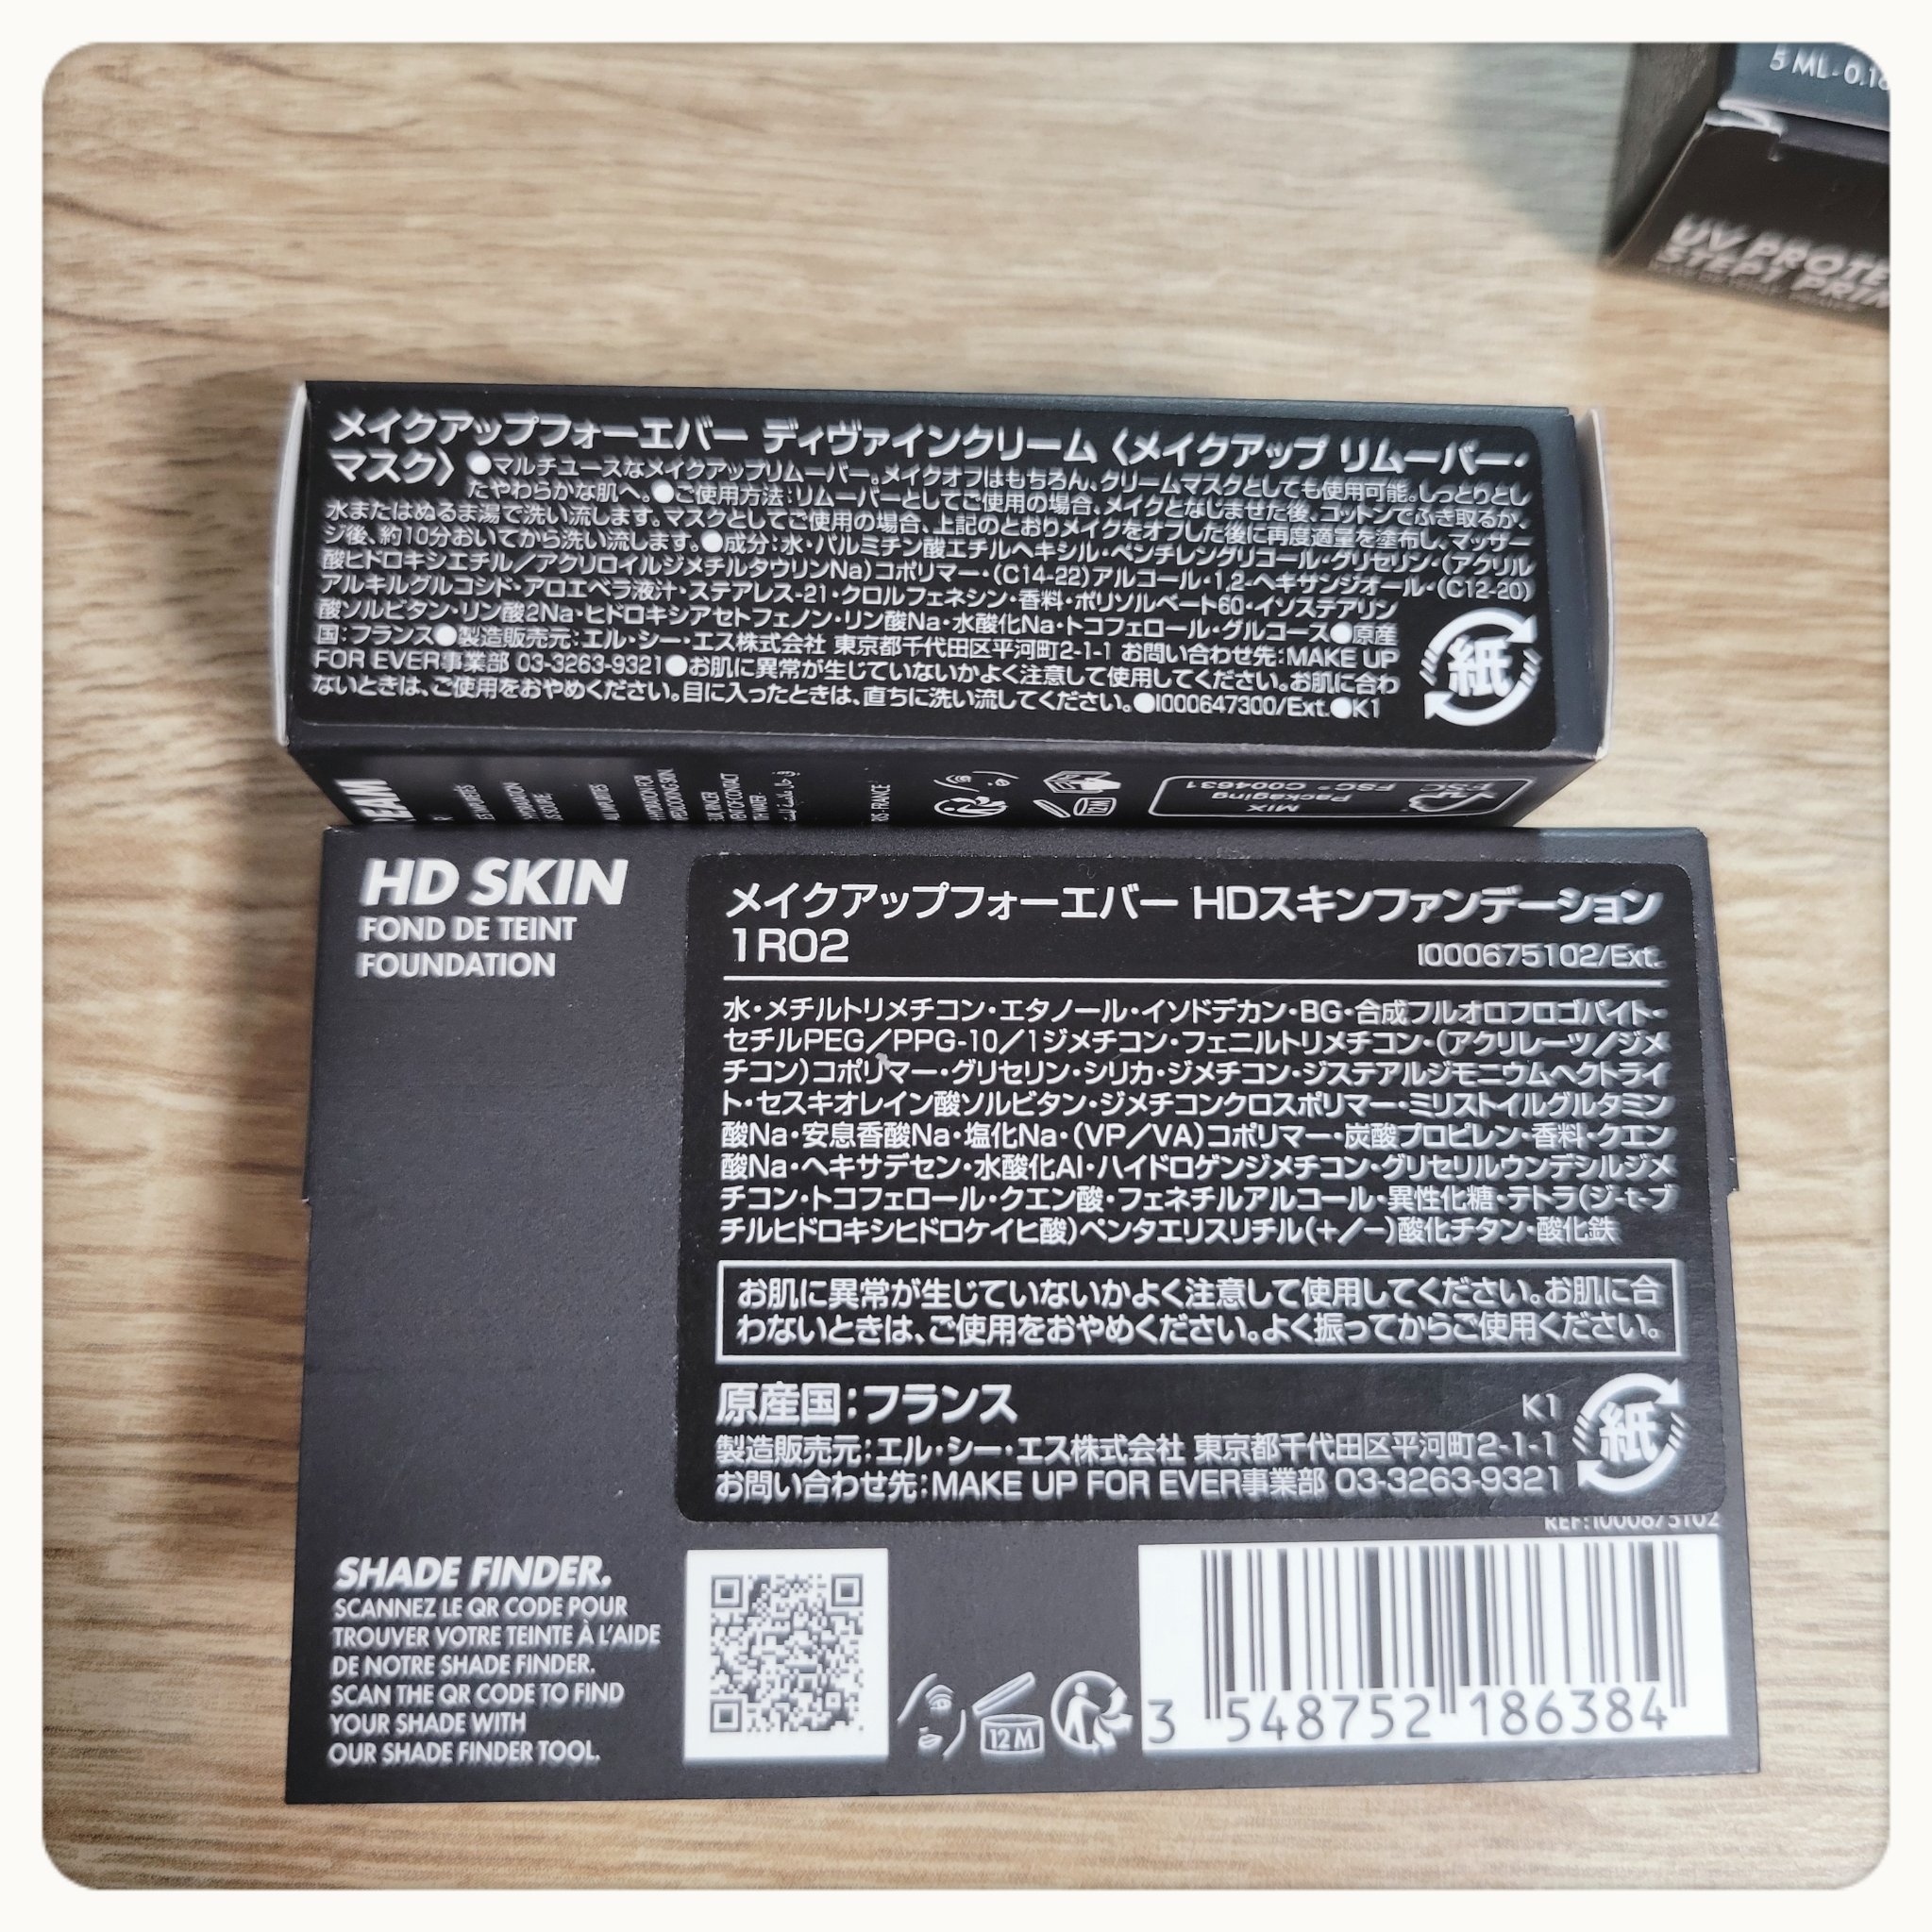 5 ML-0.16
UV PROTE
STEP1 PRIM
メイクアップフォーエバー ディヴァインクリーム〈メイクアップ リムーバー・
マスク〉●マルチユースなメイクアップリムーバー。メイクオフはもちろん、クリームマスクとしても使用可能。しっとりとし
たやわらかな肌へ。●ご使用方法：リムーバーとしてご使用の場合、メイクとなじませた後、コットンでふき取るか、
水またはぬるま湯で洗い流します。マスクとしてご使用の場合、上記のとおりメイクをオフした後に再度適量を塗布し、マッサー
ジ後、約10分おいてから洗い流します。●成分：水・パルミチン酸エチルヘキシル・ペンチレングリコール・グリセリン・（アクリル
酸ヒドロキシエチル／アクリロイルジメチルタウリンNa）コポリマー・（C14-22）アルコール・1,2-ヘキサンジオール・（C12-20）
アルキルグルコシド・アロエベラ液汁・ステアレス-21・クロルフェネシン・香料・ポリソルベート60・イソステアリン
酸ソルビタン・リン酸2Na・ヒドロキシアセトフェノン・リン酸Na・水酸化Na・トコフェロール・グルコース●原産
国：フランス●製造販売元：エル・シー・エス株式会社 東京都千代田区平河町2-1-1 お問い合わせ先：MAKE UP
FOR EVER事業部 03-3263-9321●お肌に異常が生じていないかよく注意して使用してください。お肌に合わ
ないときは、ご使用をおやめください。目に入ったときは、直ちに洗い流してください。●I000647300/Ext.●K1
紙
MIX
Packaging
FSC
FSC® C004631
12M
HD SKIN
FOND DE TEINT
FOUNDATION
メイクアップフォーエバー HDスキンファンデーション
1R02
I000675102/Ext.
水・メチルトリメチコン・エタノール・イソドデカン・BG・合成フルオロフロゴパイト・
セチルPEG／PPG-10／1ジメチコン・フェニルトリメチコン・（アクリレーツ／ジメ
チコン）コポリマー・グリセリン・シリカ・ジメチコン・ジステアルジモニウムヘクトライ
ト・セスキオレイン酸ソルビタン・ジメチコンクロスポリマー・ミリストイルグルタミン
酸Na・安息香酸Na・塩化Na・（VP／VA）コポリマー・炭酸プロピレン・香料・クエン
酸Na・ヘキサデセン・水酸化Al・ハイドロゲンジメチコン・グリセリルウンデシルジメ
チコン・トコフェロール・クエン酸・フェネチルアルコール・異性化糖・テトラ（ジ-t-ブ
チルヒドロキシヒドロケイヒ酸）ペンタエリスリチル（+／−）酸化チタン・酸化鉄
お肌に異常が生じていないかよく注意して使用してください。お肌に合
わないときは、ご使用をおやめください。よく振ってからご使用ください。
原産国：フランス
K1
紙
製造販売元：エル・シー・エス株式会社 東京都千代田区平河町2-1-1
お問い合わせ先：MAKE UP FOR EVER事業部 03-3263-9321
REF:I000675102
SHADE FINDER.
SCANNEZ LE QR CODE POUR
TROUVER VOTRE TEINTE À L'AIDE
DE NOTRE SHADE FINDER.
SCAN THE QR CODE TO FIND
YOUR SHADE WITH
OUR SHADE FINDER TOOL.
12 M
3 548752 186384